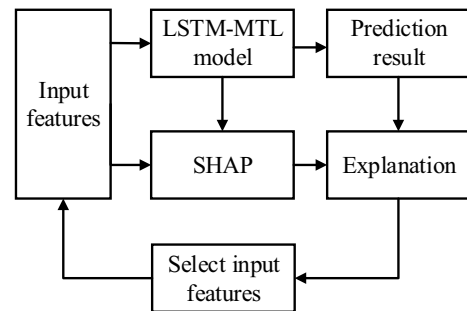 Input
features
LSTM-MTL
model
Prediction
result
SHAP
Explanation
Select input
features